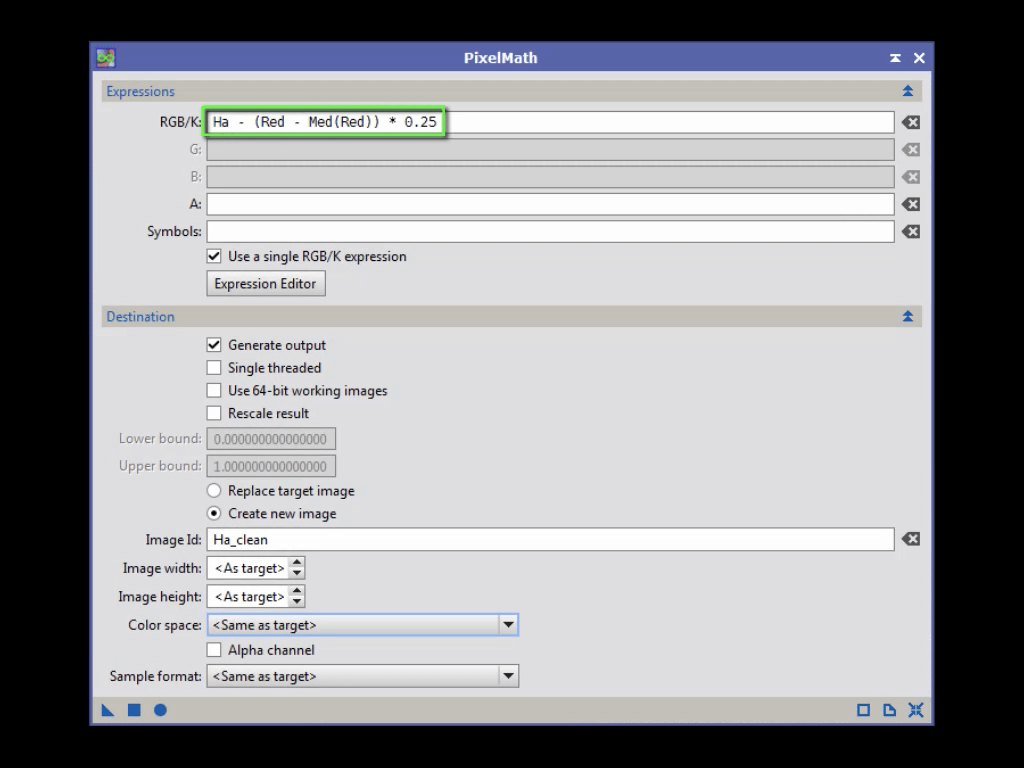 PixelMath
Expressions
RGB/K: Ha - (Red - Med(Red)) * 0.25
G:
B:
A:
Symbols:
Use a single RGB/K expression
Expression Editor
Destination
Generate output
Single threaded
Use 64-bit working images
Rescale result
Lower bound: 0.000000000000000
Upper bound: 1.000000000000000
Replace target image
Create new image
Image Id: Ha_clean
Image width: <As target>
Image height: <As target>
Color space: <Same as target>
Alpha channel
Sample format: <Same as target>